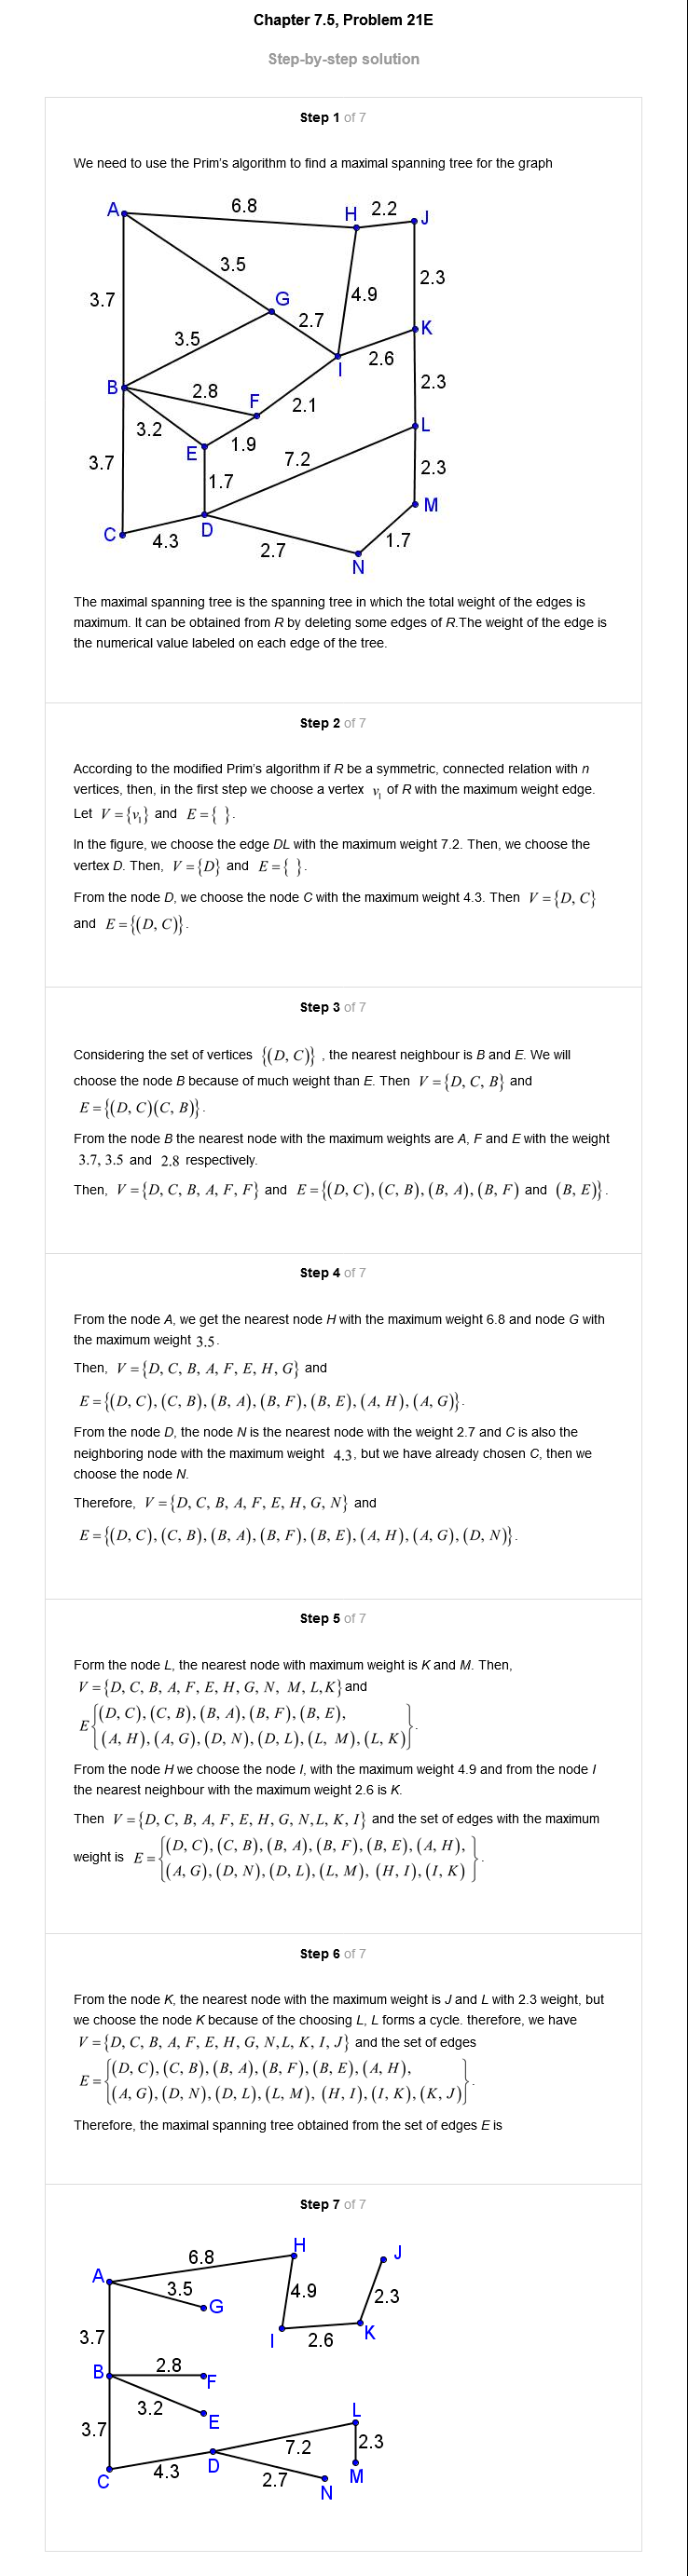 Chapter 7.5, Problem 21E
Step-by-step solution
Step 1 of 7
We need to use the Prim's algorithm to find a maximal spanning tree for the graph
A
6.8
H
2.2
J
3.5
2.3
4.9
3.7
G
2.7
K
3.5
2.6
I
B
2.8
F
2.3
2.1
3.2
L
E
1.9
3.7
7.2
2.3
1.7
M
C
D
4.3
1.7
2.7
N
The maximal spanning tree is the spanning tree in which the total weight of the edges is
maximum. It can be obtained from R by deleting some edges of R.The weight of the edge is
the numerical value labeled on each edge of the tree.
Step 2 of 7
According to the modified Prim's algorithm if R be a symmetric, connected relation with n
vertices, then, in the first step we choose a vertex v₁ of R with the maximum weight edge.
Let V = {v₁} and E = { }.
In the figure, we choose the edge DL with the maximum weight 7.2. Then, we choose the
vertex D. Then, V = {D} and E = { }.
From the node D, we choose the node C with the maximum weight 4.3. Then V = {D, C}
and E = {(D, C)}.
Step 3 of 7
Considering the set of vertices {(D, C)} , the nearest neighbour is B and E. We will
choose the node B because of much weight than E. Then V = {D, C, B} and
E = {(D, C)(C, B)}.
From the node B the nearest node with the maximum weights are A, F and E with the weight
3.7, 3.5 and 2.8 respectively.
Then, V = {D, C, B, A, F, F} and E = {(D, C), (C, B), (B, A), (B, F) and (B, E)}.
Step 4 of 7
From the node A, we get the nearest node H with the maximum weight 6.8 and node G with
the maximum weight 3.5.
Then, V = {D, C, B, A, F, E, H, G} and
E = {(D, C), (C, B), (B, A), (B, F), (B, E), (A, H), (A, G)}.
From the node D, the node N is the nearest node with the weight 2.7 and C is also the
neighboring node with the maximum weight 4.3, but we have already chosen C, then we
choose the node N.
Therefore, V = {D, C, B, A, F, E, H, G, N} and
E = {(D, C), (C, B), (B, A), (B, F), (B, E), (A, H), (A, G), (D, N)}.
Step 5 of 7
Form the node L, the nearest node with maximum weight is K and M. Then,
V = {D, C, B, A, F, E, H, G, N, M, L, K} and
E {(D, C), (C, B), (B, A), (B, F), (B, E),
(A, H), (A, G), (D, N), (D, L), (L, M), (L, K)}.
From the node H we choose the node I, with the maximum weight 4.9 and from the node I
the nearest neighbour with the maximum weight 2.6 is K.
Then V = {D, C, B, A, F, E, H, G, N, L, K, I} and the set of edges with the maximum
weight is E = {(D, C), (C, B), (B, A), (B, F), (B, E), (A, H),
(A, G), (D, N), (D, L), (L, M), (H, I), (I, K)}.
Step 6 of 7
From the node K, the nearest node with the maximum weight is J and L with 2.3 weight, but
we choose the node K because of the choosing L, L forms a cycle. therefore, we have
V = {D, C, B, A, F, E, H, G, N, L, K, I, J} and the set of edges
E = {(D, C), (C, B), (B, A), (B, F), (B, E), (A, H),
(A, G), (D, N), (D, L), (L, M), (H, I), (I, K), (K, J)}.
Therefore, the maximal spanning tree obtained from the set of edges E is
Step 7 of 7
H
J
6.8
A
3.5
4.9
2.3
G
3.7
I
2.6
K
2.8
B
F
3.2
L
E
3.7
7.2
2.3
4.3
D
2.7
M
C
N